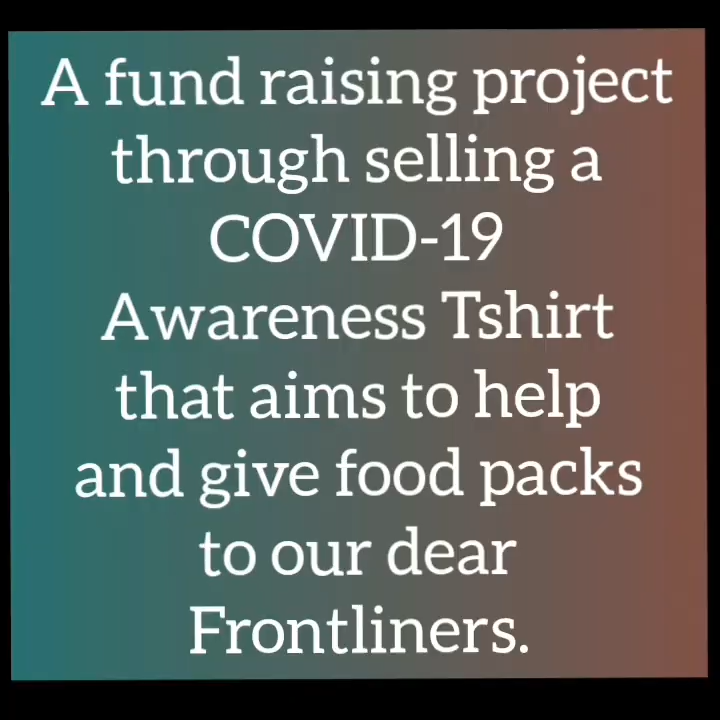 A fund raising project
through selling a
COVID-19
Awareness Tshirt
that aims to help
and give food packs
to our dear
Frontliners.